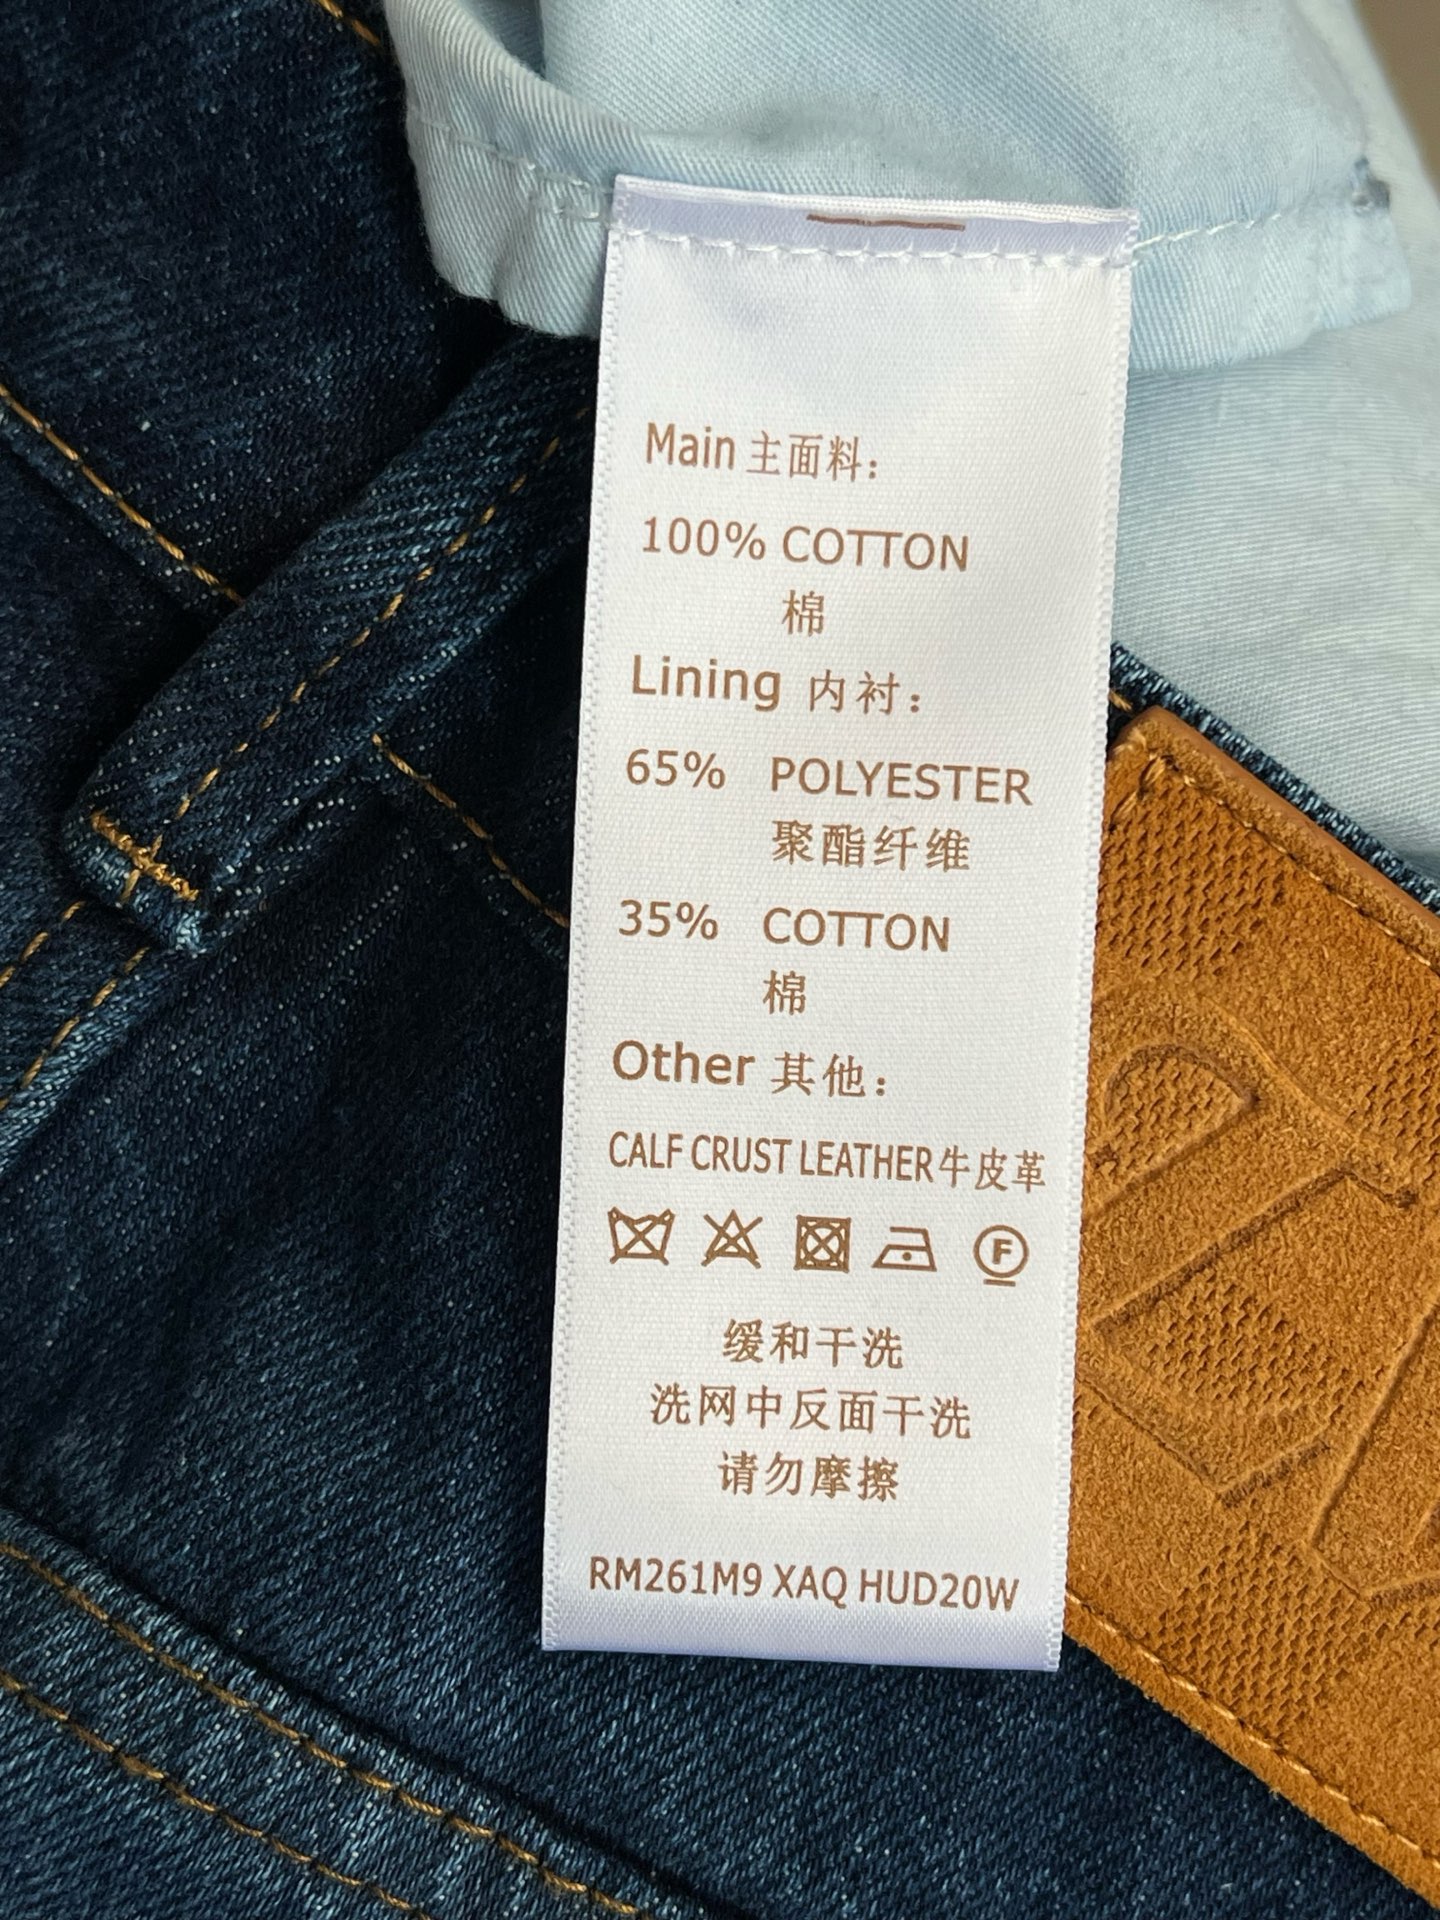 Main 主面料:
100% COTTON
棉
Lining 内衬:
65% POLYESTER
聚酯纤维
35% COTTON
棉
Other 其他:
CALF CRUST LEATHER 牛皮革
F
缓和干洗
洗网中反面干洗
请勿摩擦
RM261M9 XAQ HUD20W